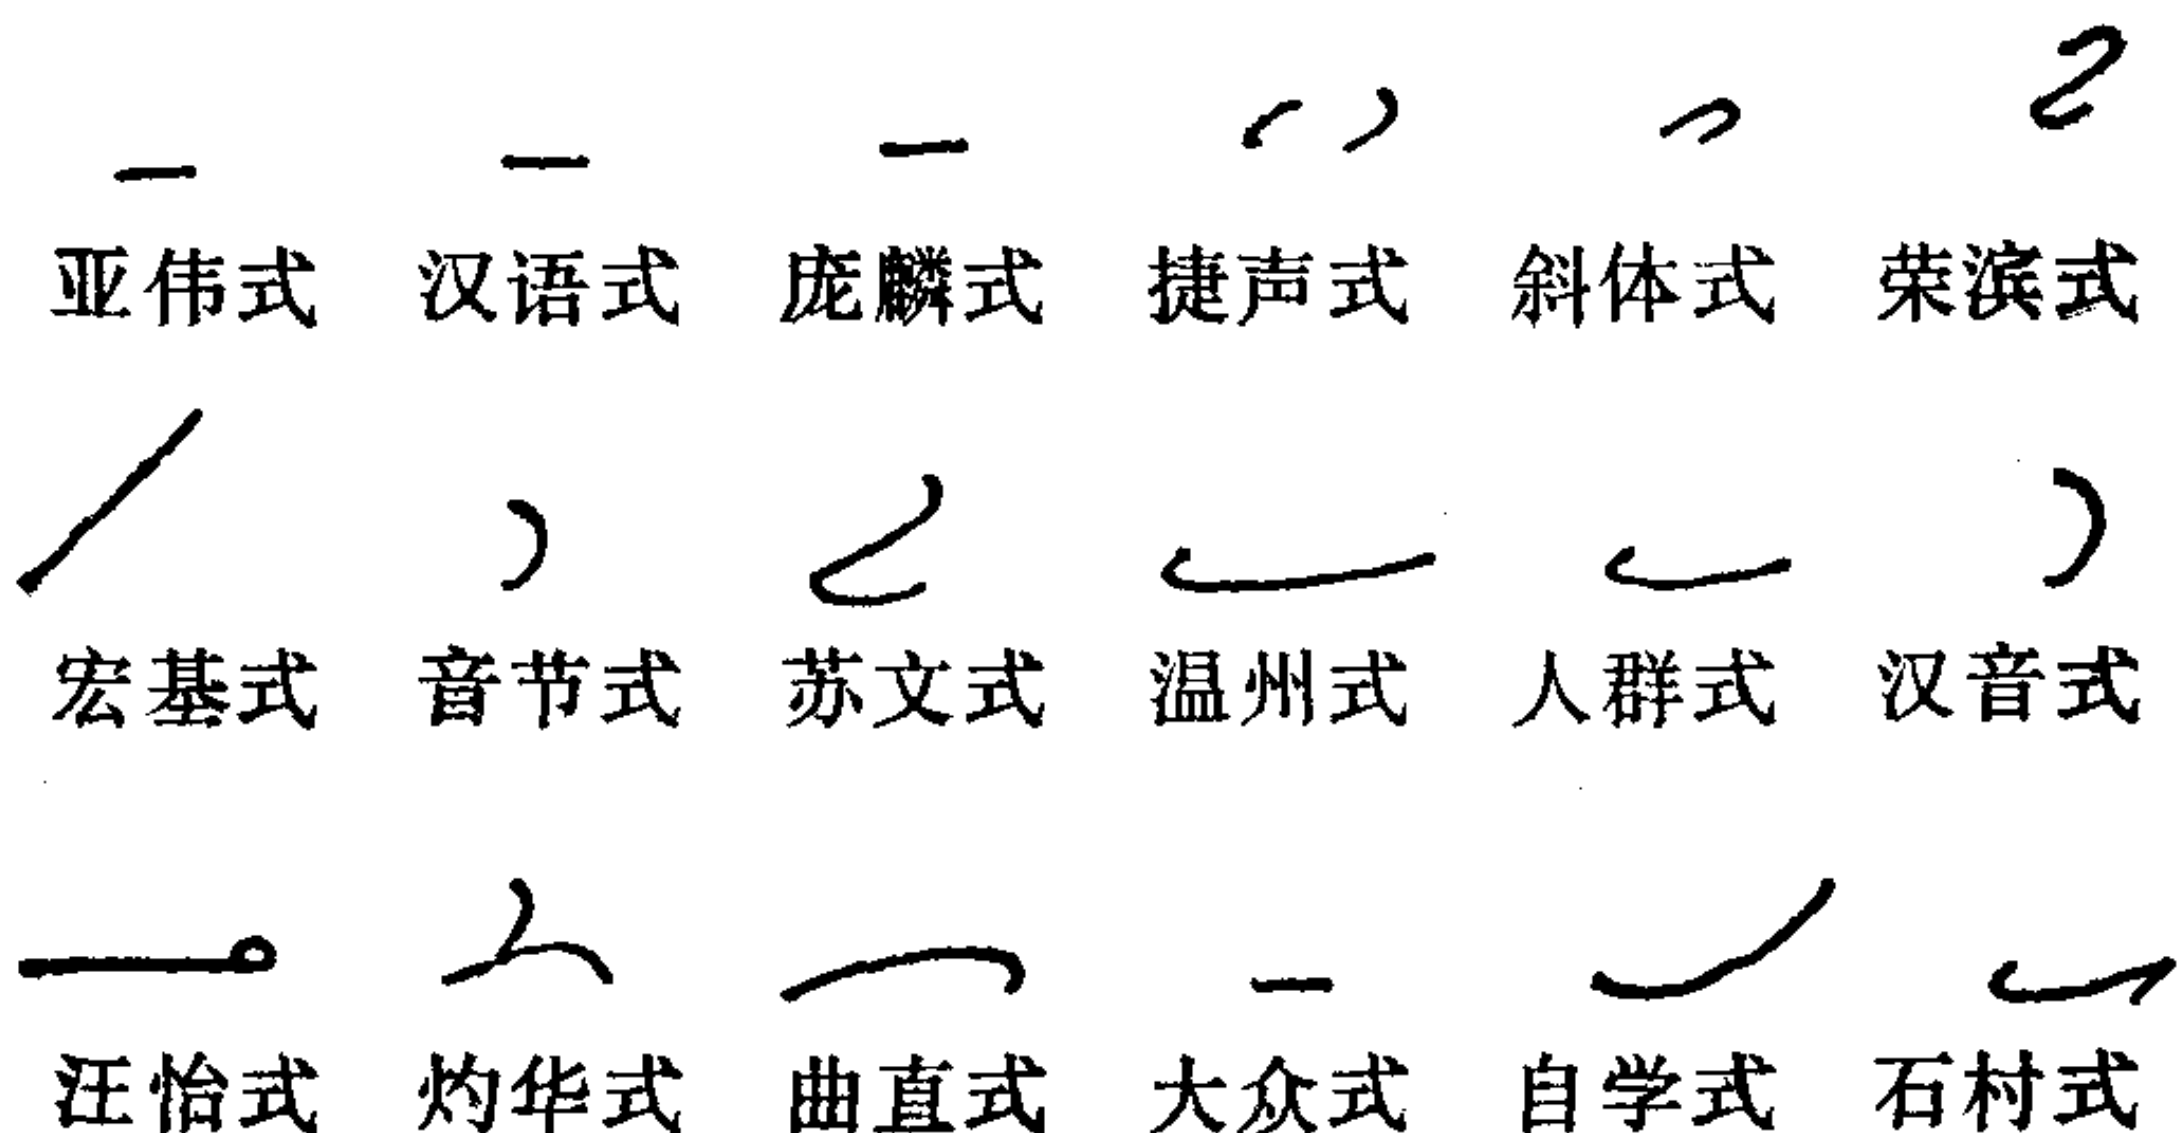 亚伟式 汉语式 庞麟式 捷声式 斜体式 荣滨式
宏基式 音节式 苏文式 温州式 人群式 汉音式
汪怡式 灼华式 曲直式 大众式 自学式 石村式